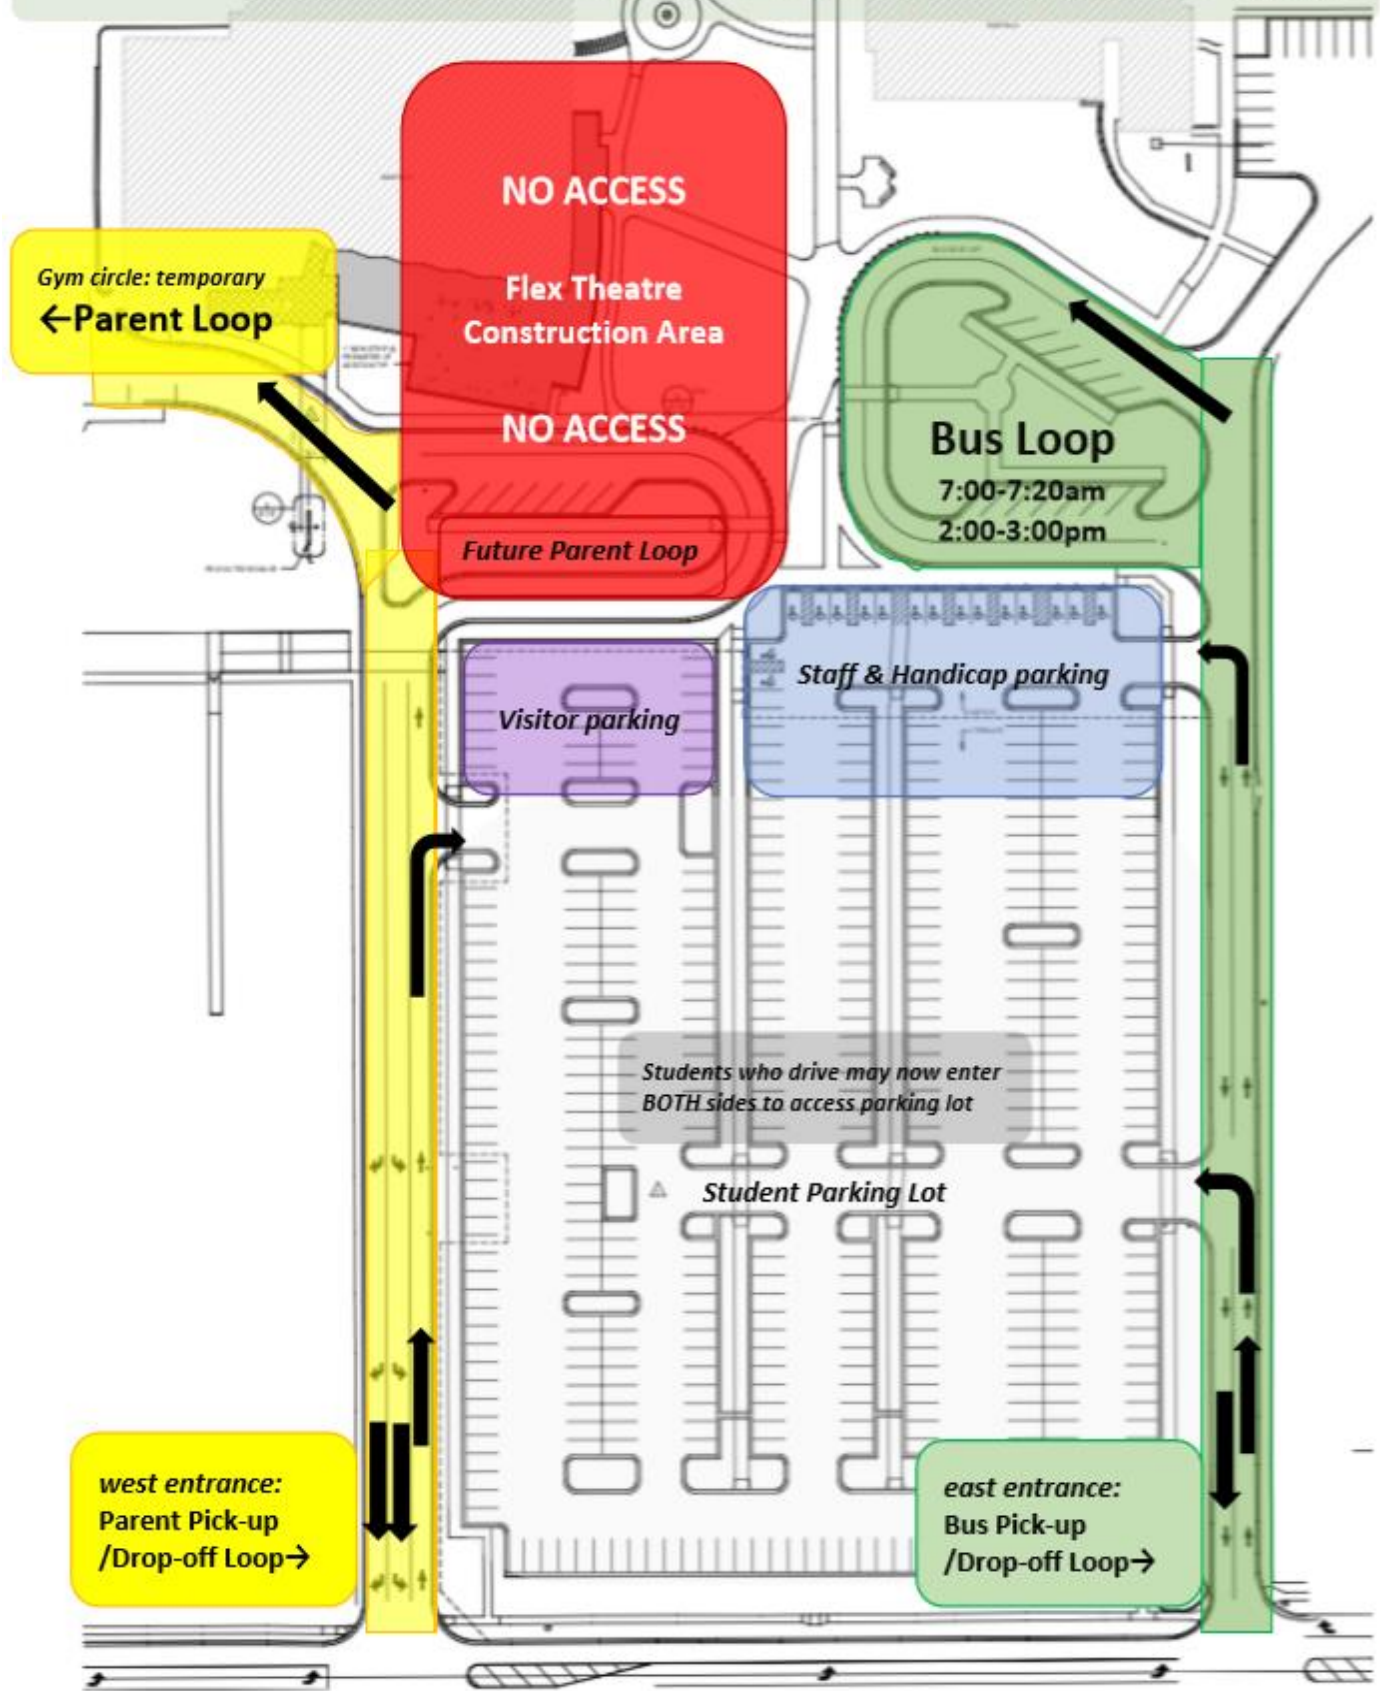 NO ACCESS
Flex Theatre
Construction Area
NO ACCESS
Future Parent Loop
Gym circle: temporary
←Parent Loop
Bus Loop
7:00-7:20am
2:00-3:00pm
Visitor parking
Staff & Handicap parking
Students who drive may now enter
BOTH sides to access parking lot
Student Parking Lot
west entrance:
Parent Pick-up
/Drop-off Loop→
east entrance:
Bus Pick-up
/Drop-off Loop→